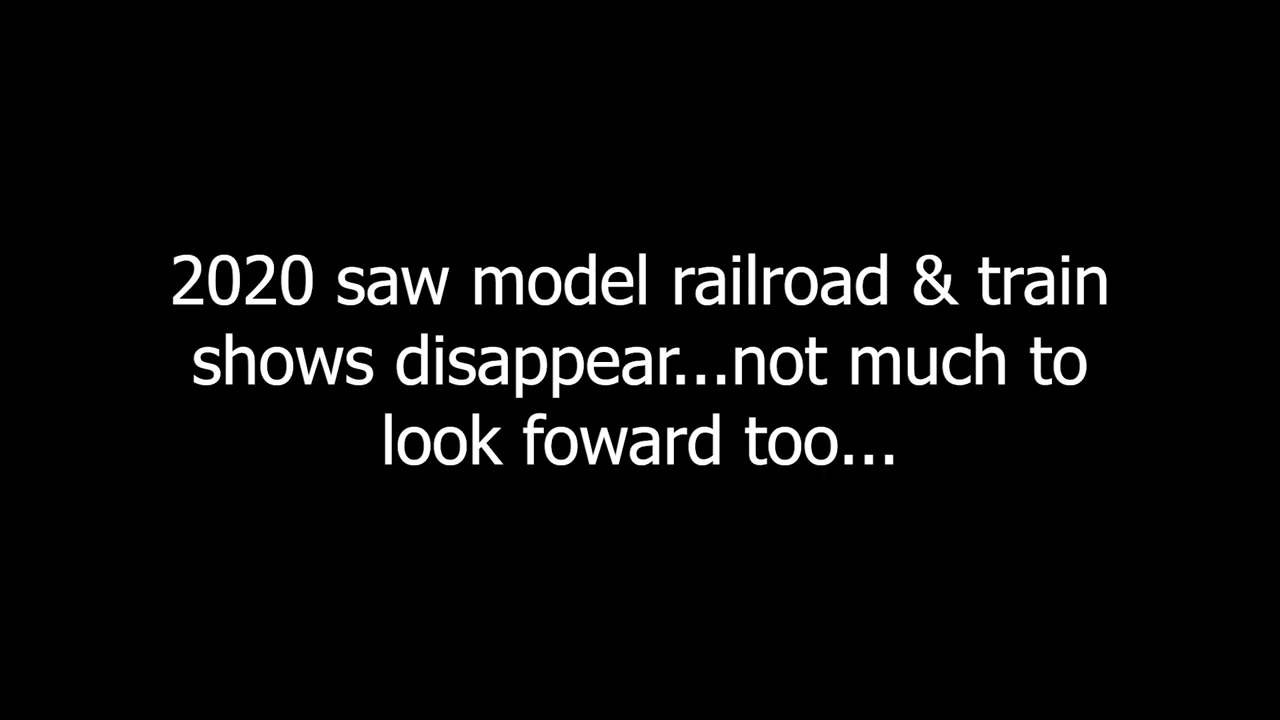 2020 saw model railroad & train
shows disappear...not much to
look foward too...